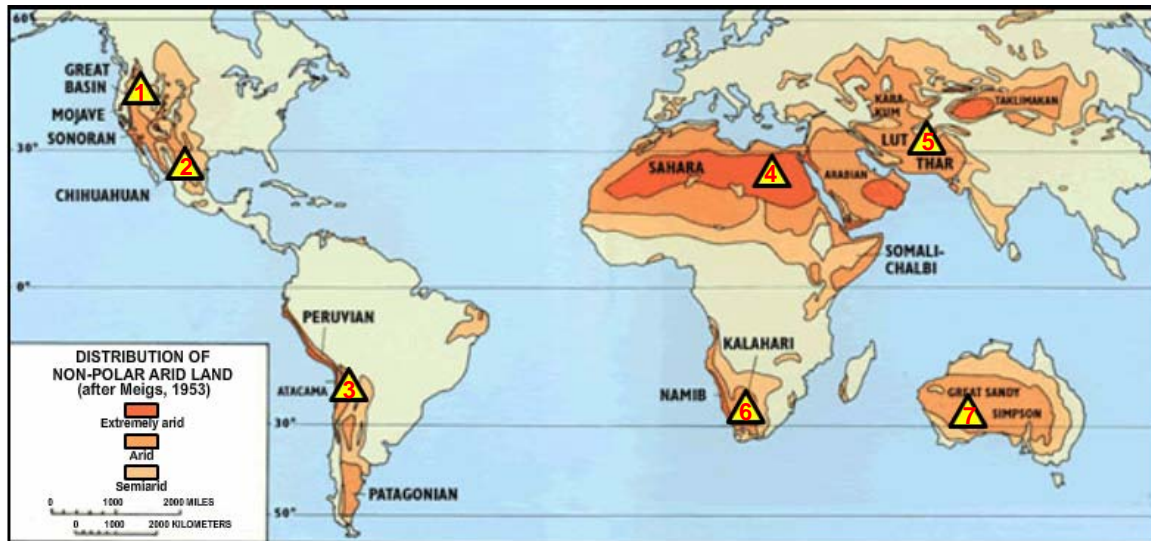 60°
GREAT
BASIN
1
MOJAVE
SONORAN
30°
2
CHIHUAHUAN
0°
PERUVIAN
ATACAMA
3
PATAGONIAN
KARA-
KUM
TAKLIMAKAN
LUT
5
THAR
SAHARA
4
ARABIAN
SOMALI-
CHALBI
KALAHARI
NAMIB
6
GREAT SANDY
7
SIMPSON
30°
50°
DISTRIBUTION OF
NON-POLAR ARID LAND
(after Meigs, 1953)
Extremely arid
Arid
Semiarid
0 1000 2000 MILES
0 1000 2000 KILOMETERS